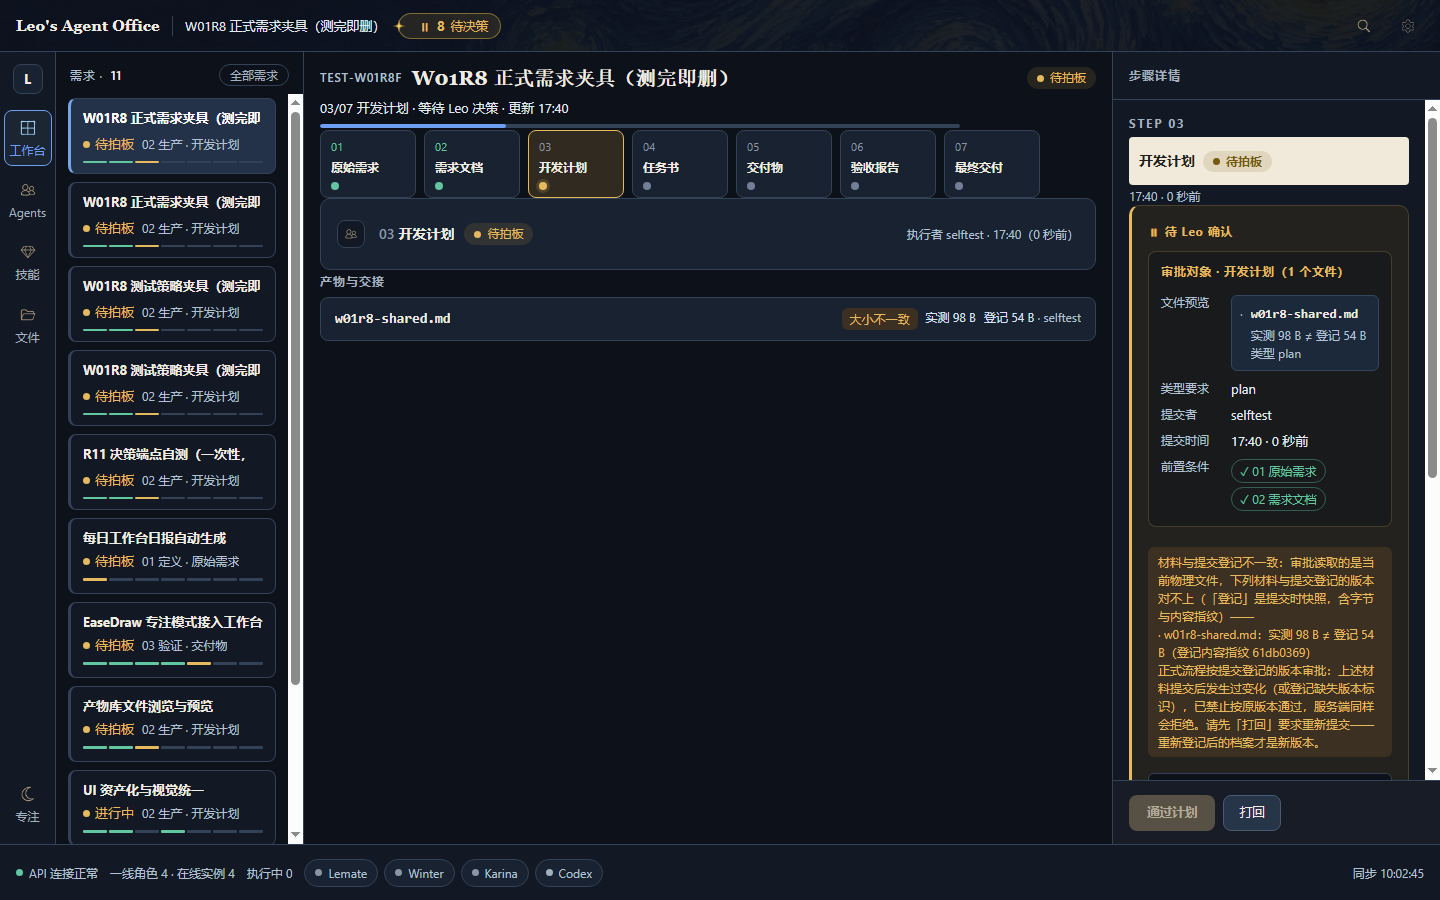 Leo's Agent Office
W01R8 正式需求夹具（测完即删）
8 待决策
L
工作台
Agents
技能
文件
专注
需求 · 11
全部需求
W01R8 正式需求夹具（测完即
待拍板 02 生产 · 开发计划
W01R8 正式需求夹具（测完即
待拍板 02 生产 · 开发计划
W01R8 测试策略夹具（测完即
待拍板 02 生产 · 开发计划
W01R8 测试策略夹具（测完即
待拍板 02 生产 · 开发计划
R11 决策端点自测（一次性，
待拍板 02 生产 · 开发计划
每日工作台日报自动生成
待拍板 01 定义 · 原始需求
EaseDraw 专注模式接入工作台
待拍板 03 验证 · 交付物
产物库文件浏览与预览
待拍板 02 生产 · 开发计划
UI 资产化与视觉统一
进行中 02 生产 · 开发计划
TEST-W01R8F W01R8 正式需求夹具（测完即删）
待拍板
03/07 开发计划 · 等待 Leo 决策 · 更新 17:40
01 原始需求
02 需求文档
03 开发计划
04 任务书
05 交付物
06 验收报告
07 最终交付
03 开发计划 待拍板
执行者 selftest · 17:40（0 秒前）
产物与交接
w01r8-shared.md
大小不一致 实测 98 B 登记 54 B · selftest
步骤详情
STEP 03
开发计划 待拍板
17:40 · 0 秒前
待 Leo 确认
审批对象 · 开发计划（1 个文件）
文件预览
· w01r8-shared.md
实测 98 B ≠ 登记 54 B
类型 plan
类型要求 plan
提交者 selftest
提交时间 17:40 · 0 秒前
前置条件 ✓ 01 原始需求
✓ 02 需求文档
材料与提交登记不一致：审批读取的是当
前物理文件，下列材料与提交登记的版本
对不上（「登记」是提交时快照，含字节
与内容指纹）——
· w01r8-shared.md：实测 98 B ≠ 登记 54
B（登记内容指纹 61db0369）
正式流程按提交登记的版本审批：上述材
料提交后发生过变化（或登记缺失版本标
识），已禁止按原版本通过，服务端同样
会拒绝。请先「打回」要求重新提交——
重新登记后的档案才是新版本。
通过计划
打回
API 连接正常 一线角色 4 · 在线实例 4 执行中 0
Lemate
Winter
Karina
Codex
同步 10:02:45